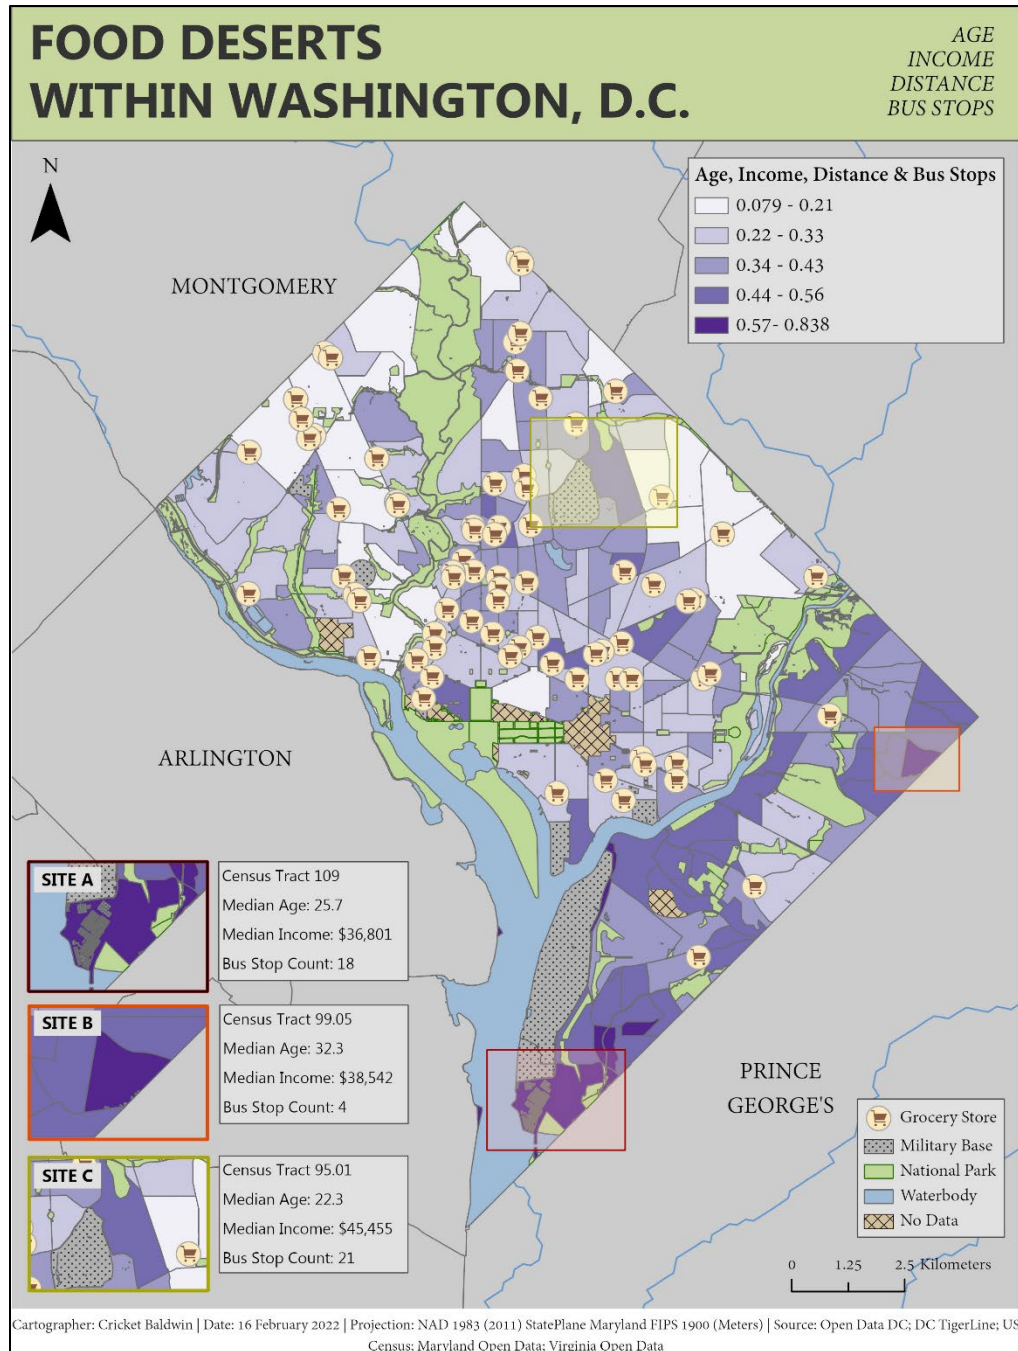 FOOD DESERTS
WITHIN WASHINGTON, D.C.
AGE
INCOME
DISTANCE
BUS STOPS
N
Age, Income, Distance & Bus Stops
0.079 - 0.21
0.22 - 0.33
0.34 - 0.43
0.44 - 0.56
0.57- 0.838
MONTGOMERY
ARLINGTON
PRINCE
GEORGE'S
SITE A
Census Tract 109
Median Age: 25.7
Median Income: $36,801
Bus Stop Count: 18
SITE B
Census Tract 99.05
Median Age: 32.3
Median Income: $38,542
Bus Stop Count: 4
SITE C
Census Tract 95.01
Median Age: 22.3
Median Income: $45,455
Bus Stop Count: 21
Grocery Store
Military Base
National Park
Waterbody
No Data
0 1.25 2.5 Kilometers
Cartographer: Cricket Baldwin | Date: 16 February 2022 | Projection: NAD 1983 (2011) StatePlane Maryland FIPS 1900 (Meters) | Source: Open Data DC; DC TigerLine; US
Census; Maryland Open Data; Virginia Open Data